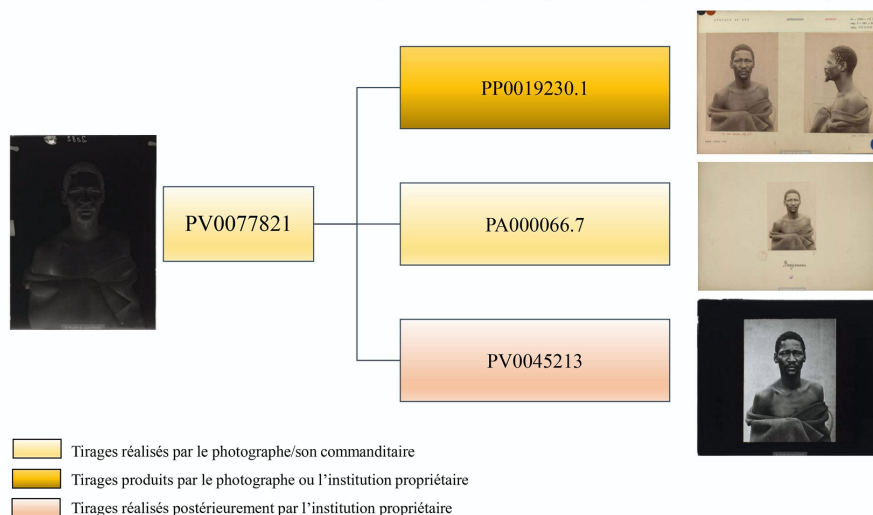 PP0019230.1
PV0077821
PA000066.7
PV0045213
Tirages réalisés par le photographe/son commanditaire
Tirages produits par le photographe ou l’institution propriétaire
Tirages réalisés postérieurement par l’institution propriétaire